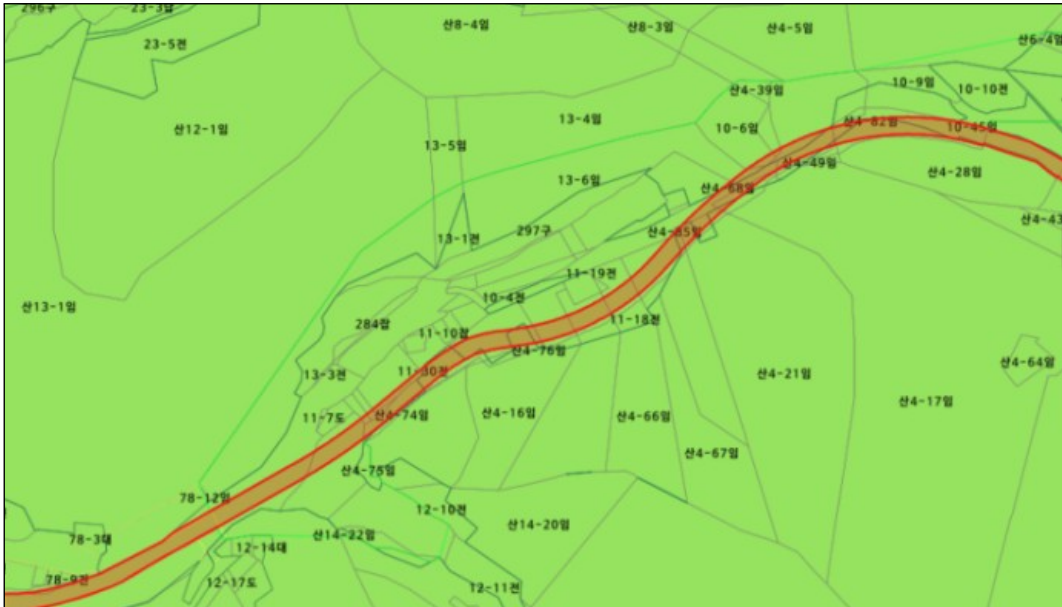 296구
23-3답
산8-4임
산8-3임
산4-5임
산6-4임
23-5전
10-9임
10-10전
산4-39임
산12-1임
13-4임
10-6임
산4-82임
10-45임
13-5임
산4-49임
산4-28임
13-6임
산4-68임
산4-43
13-1전
297구
11-19전
산13-1임
10-4전
284잡
11-10잡
11-18전
산4-76임
산4-64임
13-3전
산4-21임
산4-17임
11-7도
산4-74임
산4-16임
산4-66임
산4-67임
산4-75임
78-12임
12-10전
산14-20임
78-3대
산14-22임
12-14대
12-17도
12-11전